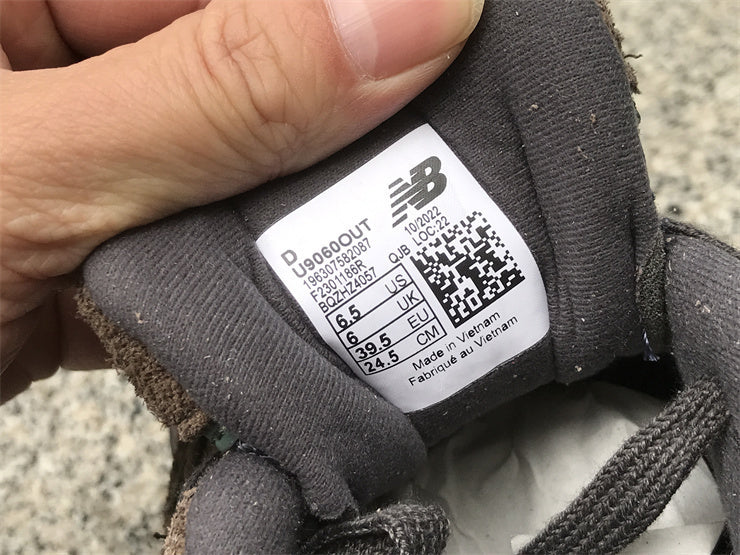 NB
D
U9060OUT
196307582087
F2301186R
BQZHZ4057
10/2022
QJB LOC:22
6.5 US
6 UK
39.5 EU
24.5 CM
Made in Vietnam
Fabriqué au Vietnam